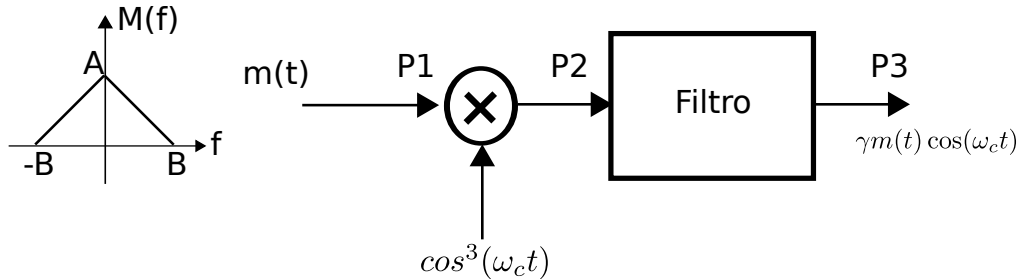 M(f)
A
-B
B
f
m(t)
P1
P2
Filtro
P3
γm(t) cos(ω_c t)
cos³(ω_c t)